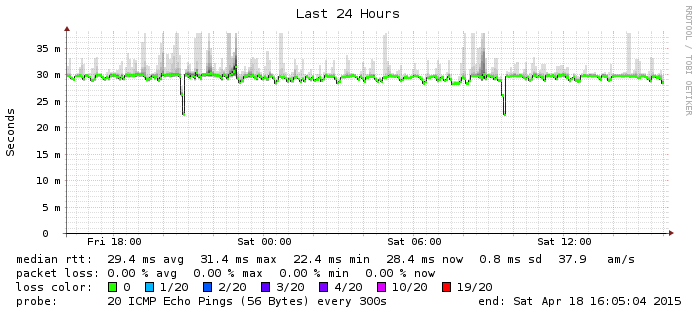 Last 24 Hours
RRDTOOL / TOBI OETIKER
Seconds
35 m
30 m
25 m
20 m
15 m
10 m
5 m
0
Fri 18:00 Sat 00:00 Sat 06:00 Sat 12:00
median rtt: 29.4 ms avg 31.4 ms max 22.4 ms min 28.4 ms now 0.8 ms sd 37.9 am/s
packet loss: 0.00 % avg 0.00 % max 0.00 % min 0.00 % now
loss color: 0 1/20 2/20 3/20 4/20 10/20 19/20
probe: 20 ICMP Echo Pings (56 Bytes) every 300s end: Sat Apr 18 16:05:04 2015